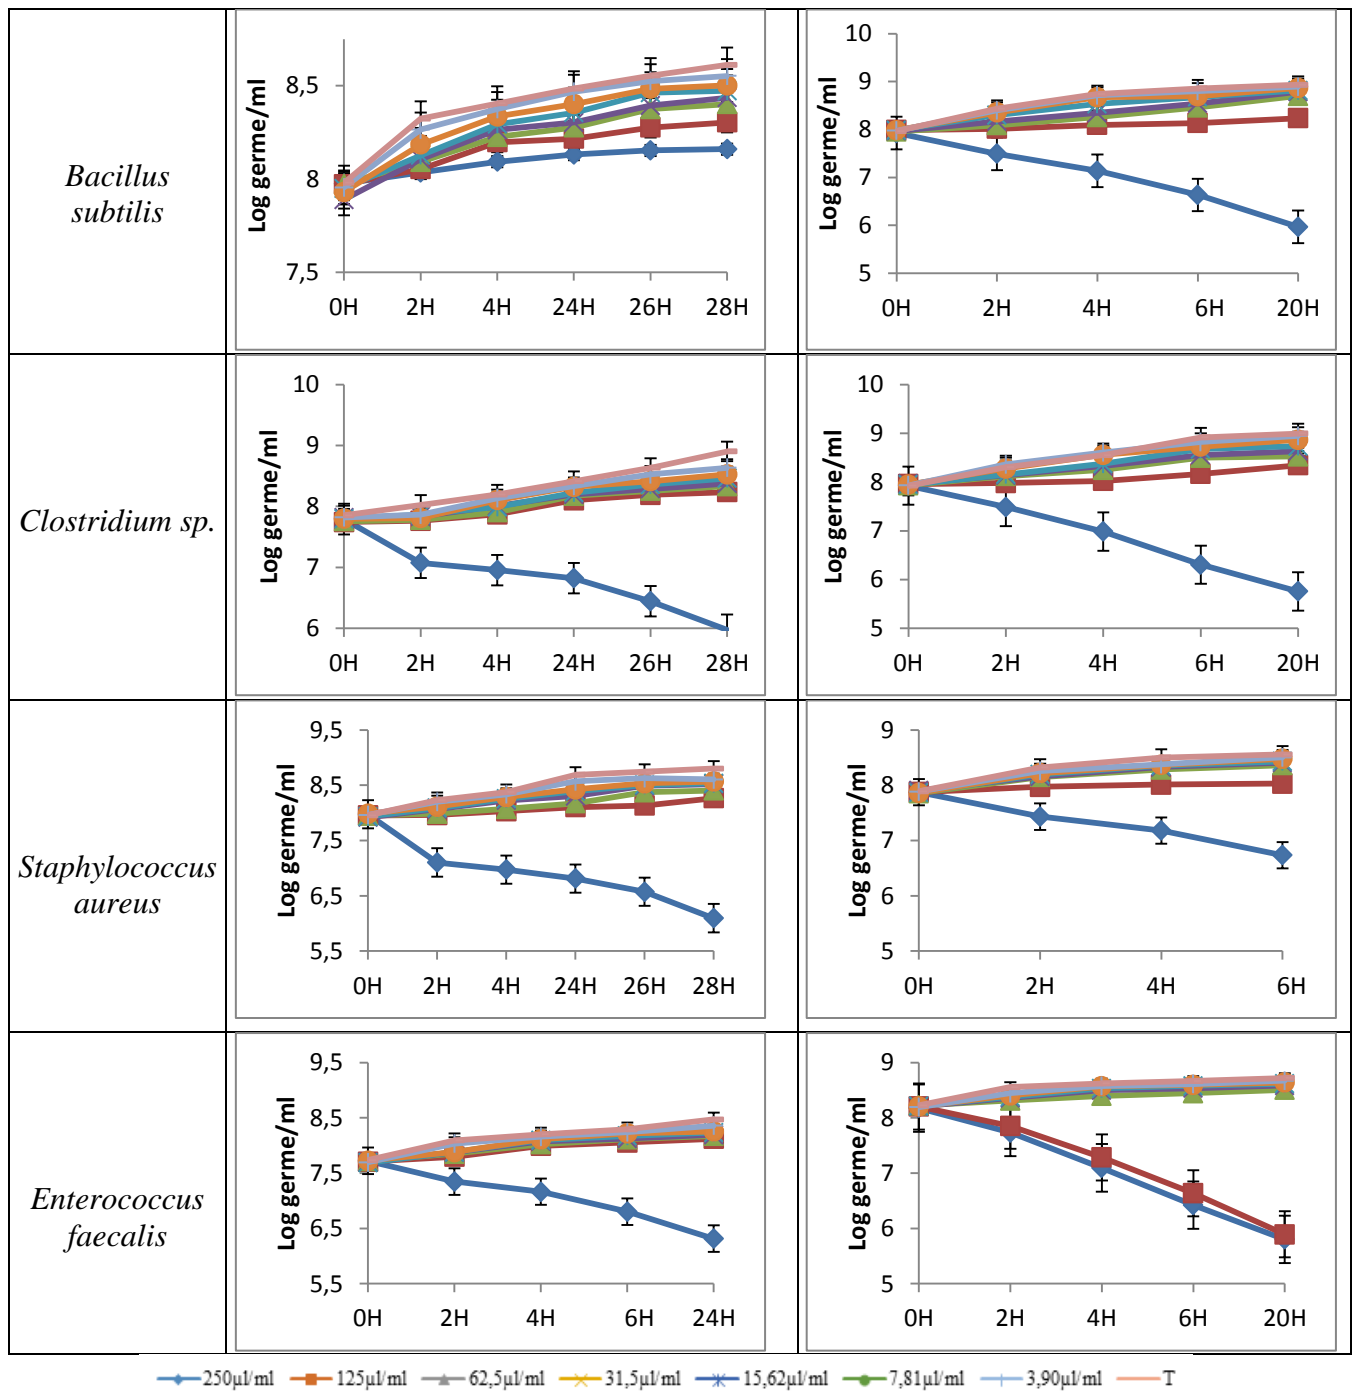 Bacillus
subtilis
Log germe/ml
8,5
8
7,5
0H 2H 4H 24H 26H 28H
Log germe/ml
10
9
8
7
6
5
0H 2H 4H 6H 20H
Clostridium sp.
Log germe/ml
10
9
8
7
6
0H 2H 4H 24H 26H 28H
Log germe/ml
10
9
8
7
6
5
0H 2H 4H 6H 20H
Staphylococcus
aureus
Log germe/ml
9,5
8,5
7,5
6,5
5,5
0H 2H 4H 24H 26H 28H
Log germe/ml
9
8
7
6
5
0H 2H 4H 6H
Enterococcus
faecalis
Log germe/ml
9,5
8,5
7,5
6,5
5,5
0H 2H 4H 6H 24H
Log germe/ml
9
8
7
6
5
0H 2H 4H 6H 20H
250µl/ml 125µl/ml 62,5µl/ml 31,5µl/ml 15,62µl/ml 7,81µl/ml 3,90µl/ml T